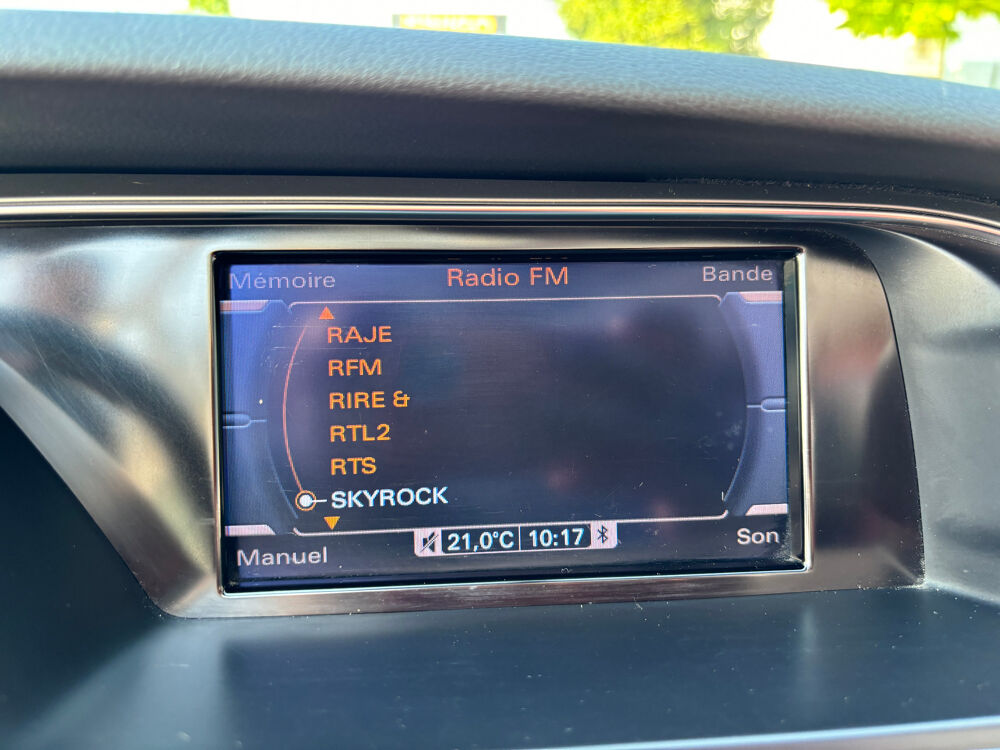 Mémoire
Radio FM
Bande
RAJE
RFM
RIRE &
RTL2
RTS
SKYROCK
Manuel
21,0°C 10:17
Son